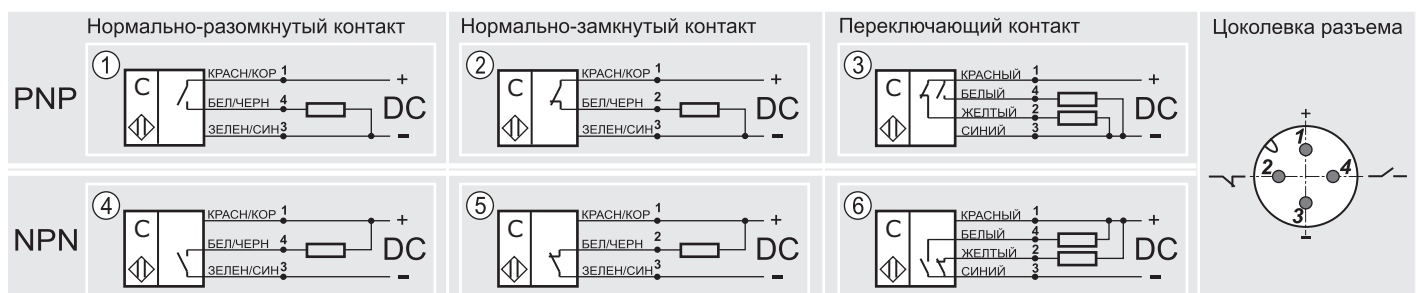 Нормально-разомкнутый контакт
Нормально-замкнутый контакт
Переключающий контакт
Цоколевка разъема
PNP
1
C
КРАСН/КОР 1
+
БЕЛ/ЧЕРН 4
DC
ЗЕЛЕН/СИН 3
-
2
C
КРАСН/КОР 1
+
БЕЛ/ЧЕРН 2
DC
ЗЕЛЕН/СИН 3
-
3
C
КРАСНЫЙ 1
+
БЕЛЫЙ 4
DC
ЖЕЛТЫЙ 2
СИНИЙ 3
-
NPN
4
C
КРАСН/КОР 1
+
БЕЛ/ЧЕРН 4
DC
ЗЕЛЕН/СИН 3
-
5
C
КРАСН/КОР 1
+
БЕЛ/ЧЕРН 2
DC
ЗЕЛЕН/СИН 3
-
6
C
КРАСНЫЙ 1
+
БЕЛЫЙ 4
DC
ЖЕЛТЫЙ 2
СИНИЙ 3
-
+
1
2
4
3
-